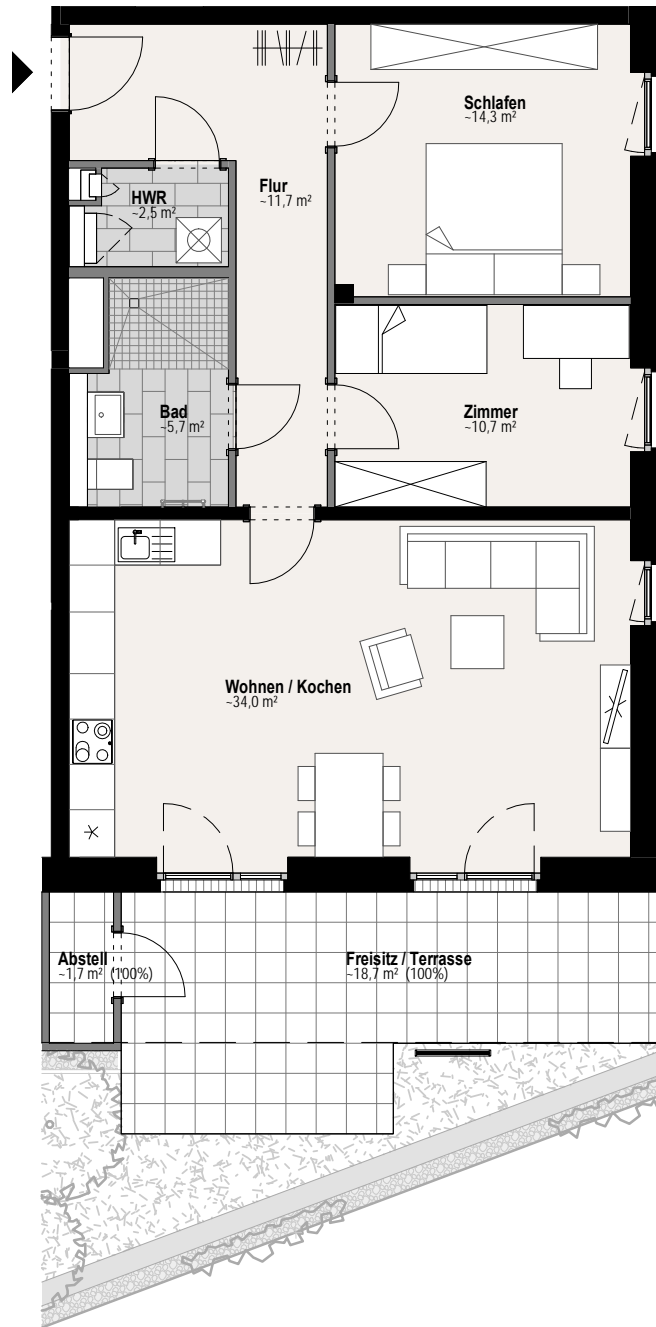 Schlafen
~14,3 m²
Flur
~11,7 m²
HWR
~2,5 m²
Bad
~5,7 m²
Zimmer
~10,7 m²
Wohnen / Kochen
~34,0 m²
Abstell
~1,7 m² (100%)
Freisitz / Terrasse
~18,7 m² (100%)